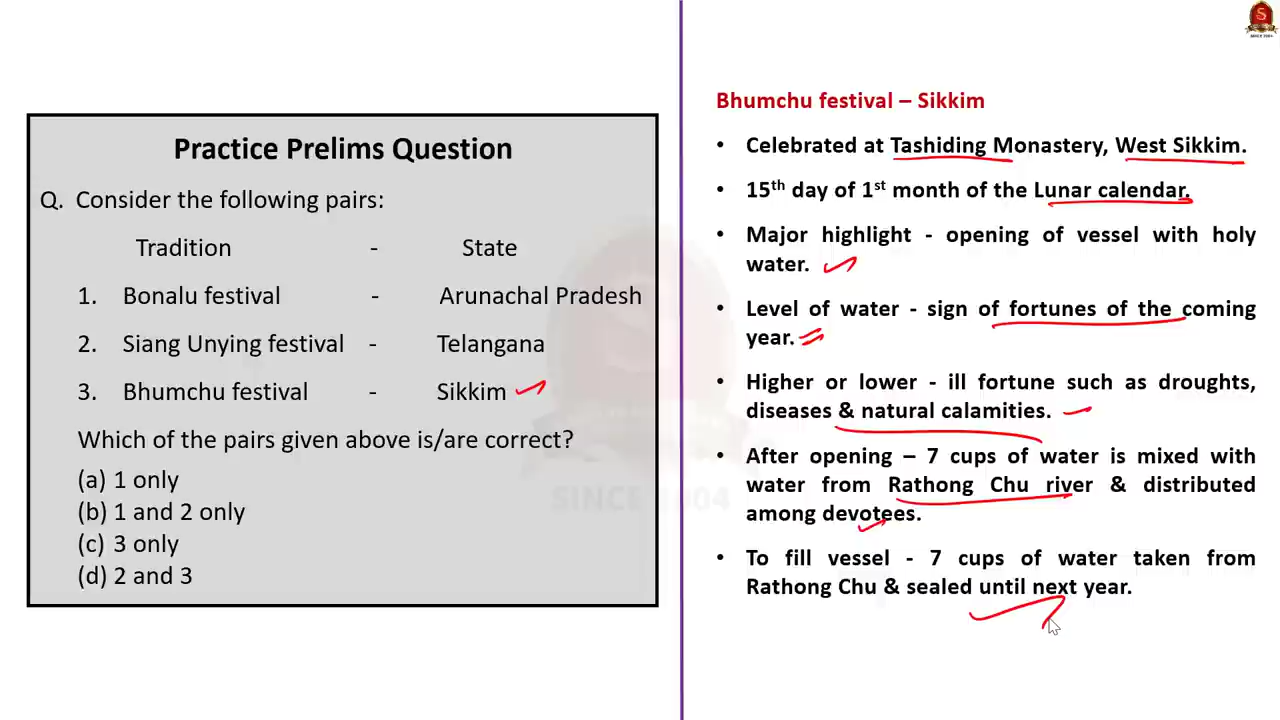 Practice Prelims Question
Q. Consider the following pairs:
Tradition - State
1. Bonalu festival - Arunachal Pradesh
2. Siang Unying festival - Telangana
3. Bhumchu festival - Sikkim
Which of the pairs given above is/are correct?
(a) 1 only
(b) 1 and 2 only
(c) 3 only
(d) 2 and 3
Bhumchu festival – Sikkim
• Celebrated at Tashiding Monastery, West Sikkim.
• 15th day of 1st month of the Lunar calendar.
• Major highlight - opening of vessel with holy
water.
• Level of water - sign of fortunes of the coming
year.
• Higher or lower - ill fortune such as droughts,
diseases & natural calamities.
• After opening – 7 cups of water is mixed with
water from Rathong Chu river & distributed
among devotees.
• To fill vessel - 7 cups of water taken from
Rathong Chu & sealed until next year.
S
SINCE 2004
SINCE 2004